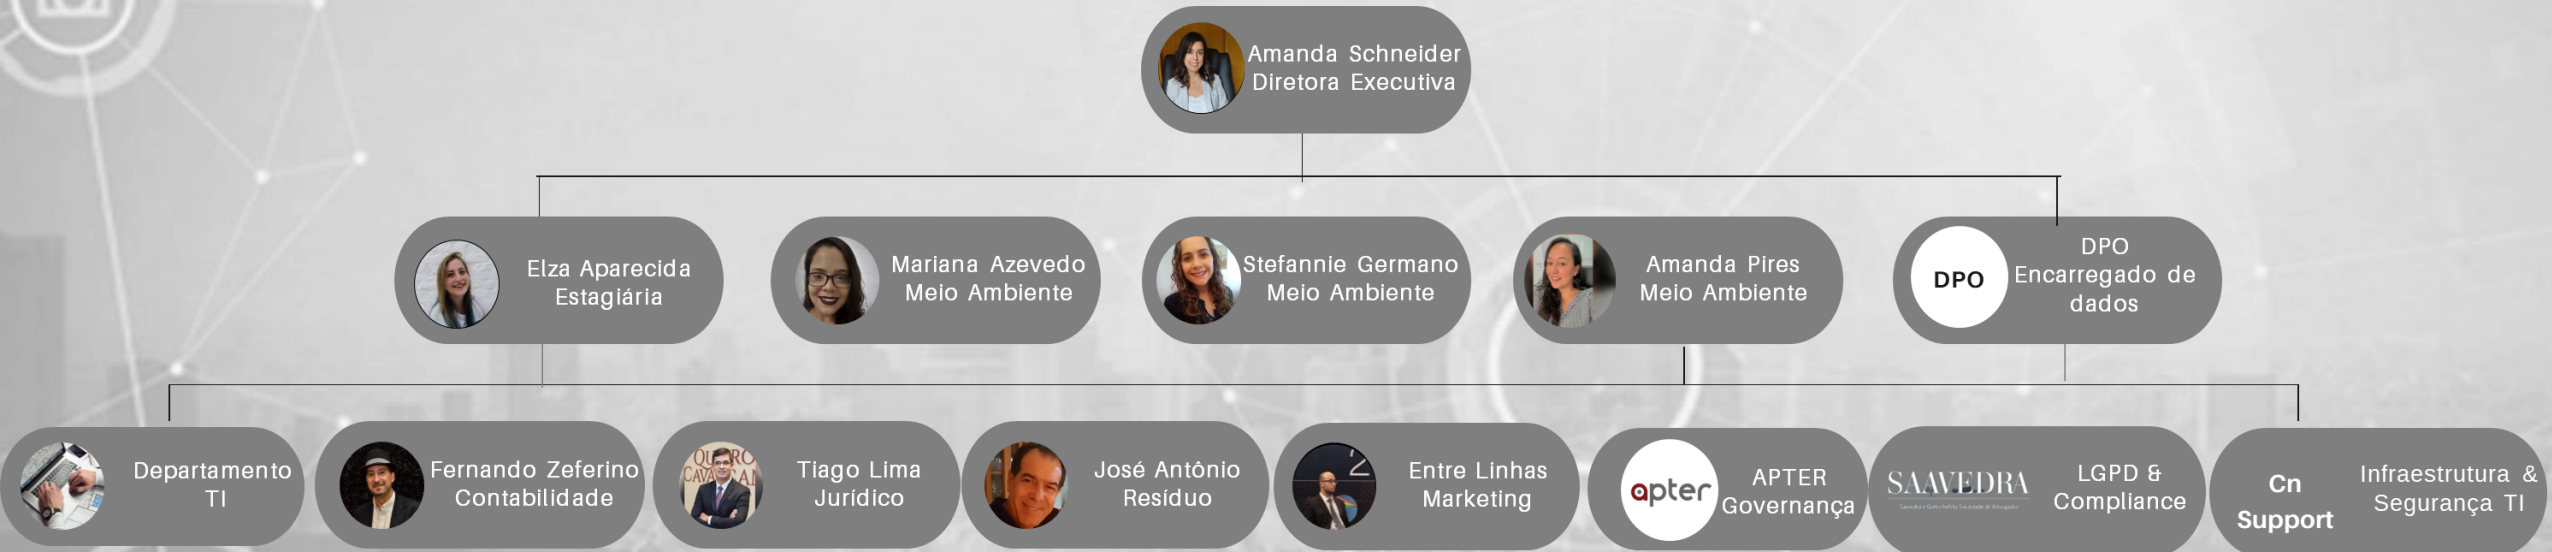 Amanda Schneider
Diretora Executiva
Elza Aparecida
Estagiária
Mariana Azevedo
Meio Ambiente
Stefannie Germano
Meio Ambiente
Amanda Pires
Meio Ambiente
DPO
DPO
Encarregado de
dados
Departamento
TI
Fernando Zeferino
Contabilidade
Tiago Lima
Jurídico
José Antônio
Resíduo
2
Entre Linhas
Marketing
apter
APTER
Governança
SAAVEDRA
LGPD &
Compliance
Cn
Support
Infraestrutura &
Segurança TI